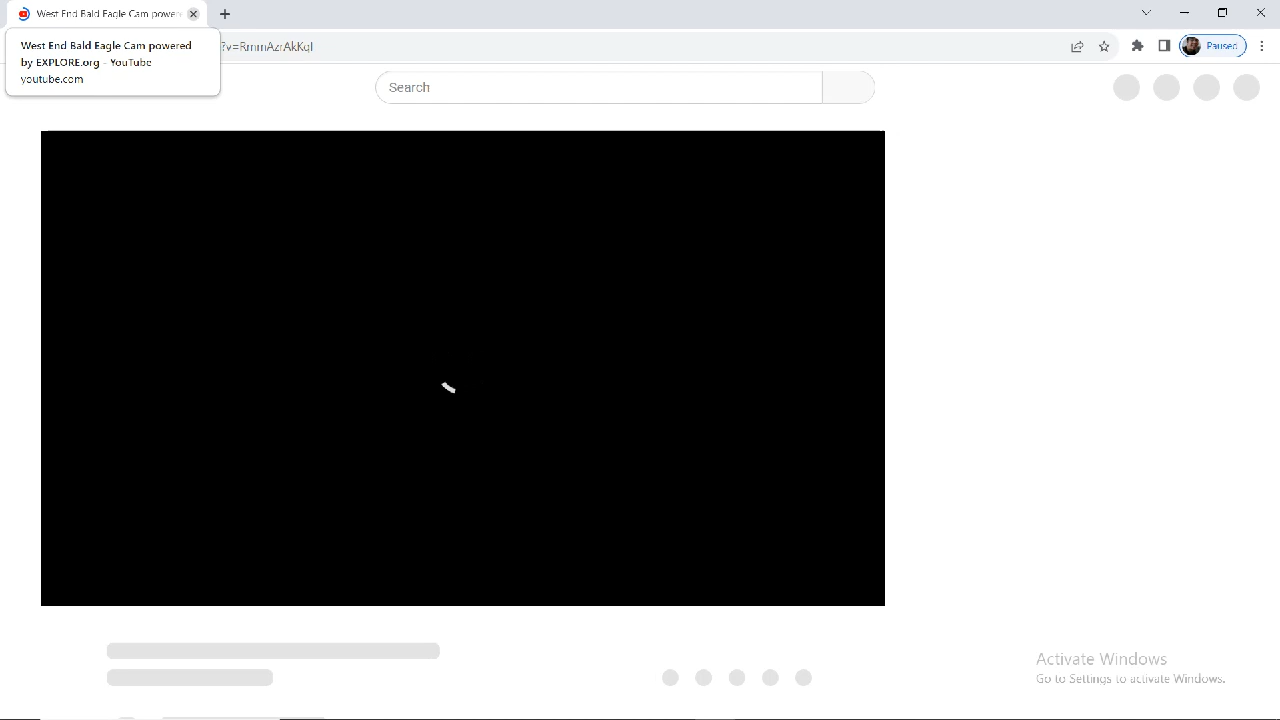 West End Bald Eagle Cam power
West End Bald Eagle Cam powered
by EXPLORE.org - YouTube
youtube.com
?v=RmmAzrAkKqI
Paused
Search
Activate Windows
Go to Settings to activate Windows.